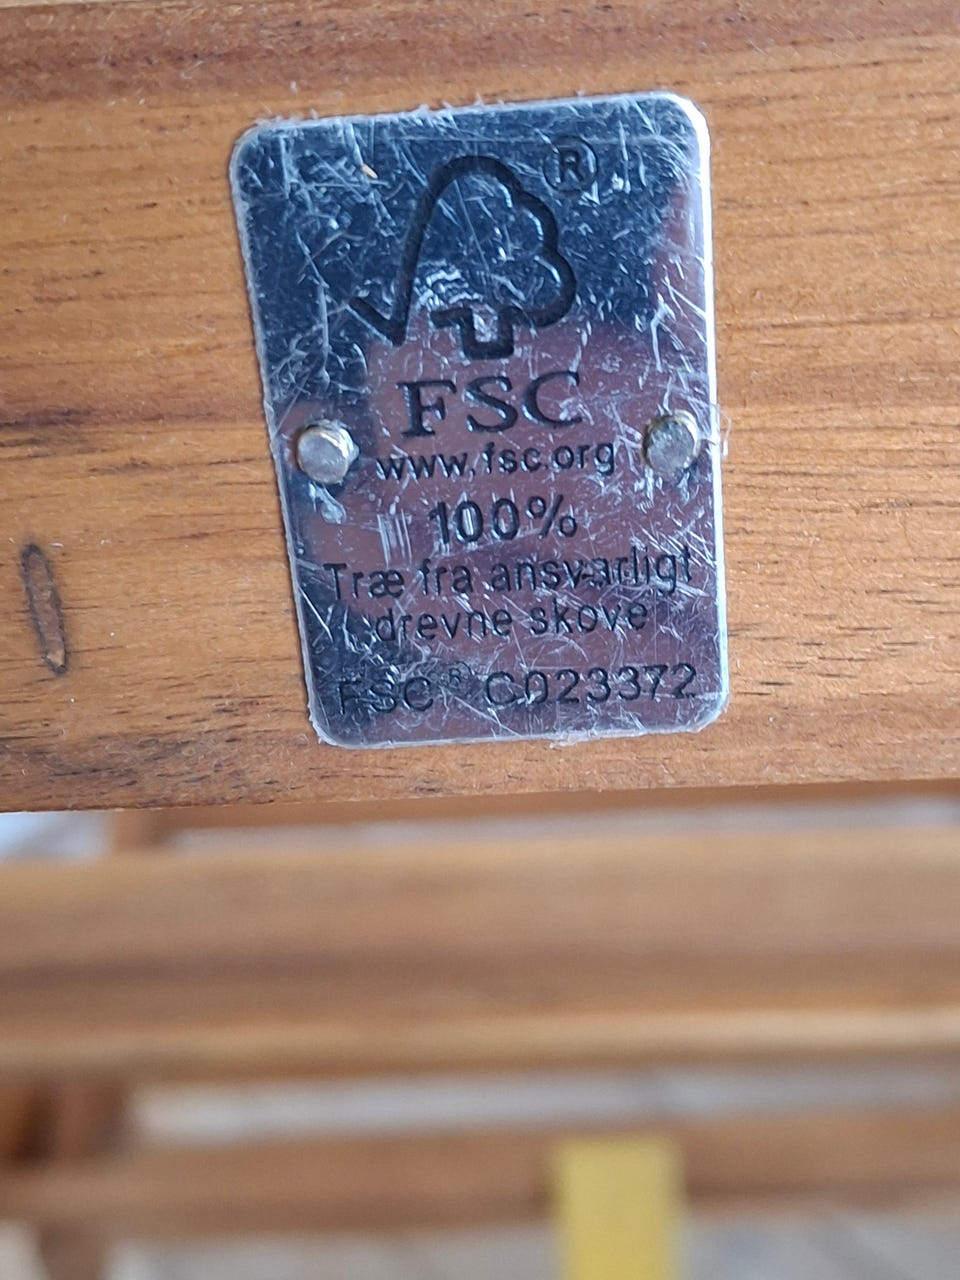 ®
FSC
www.fsc.org
100%
Træ fra ansvarligt
drevne skove
FSC® C023372